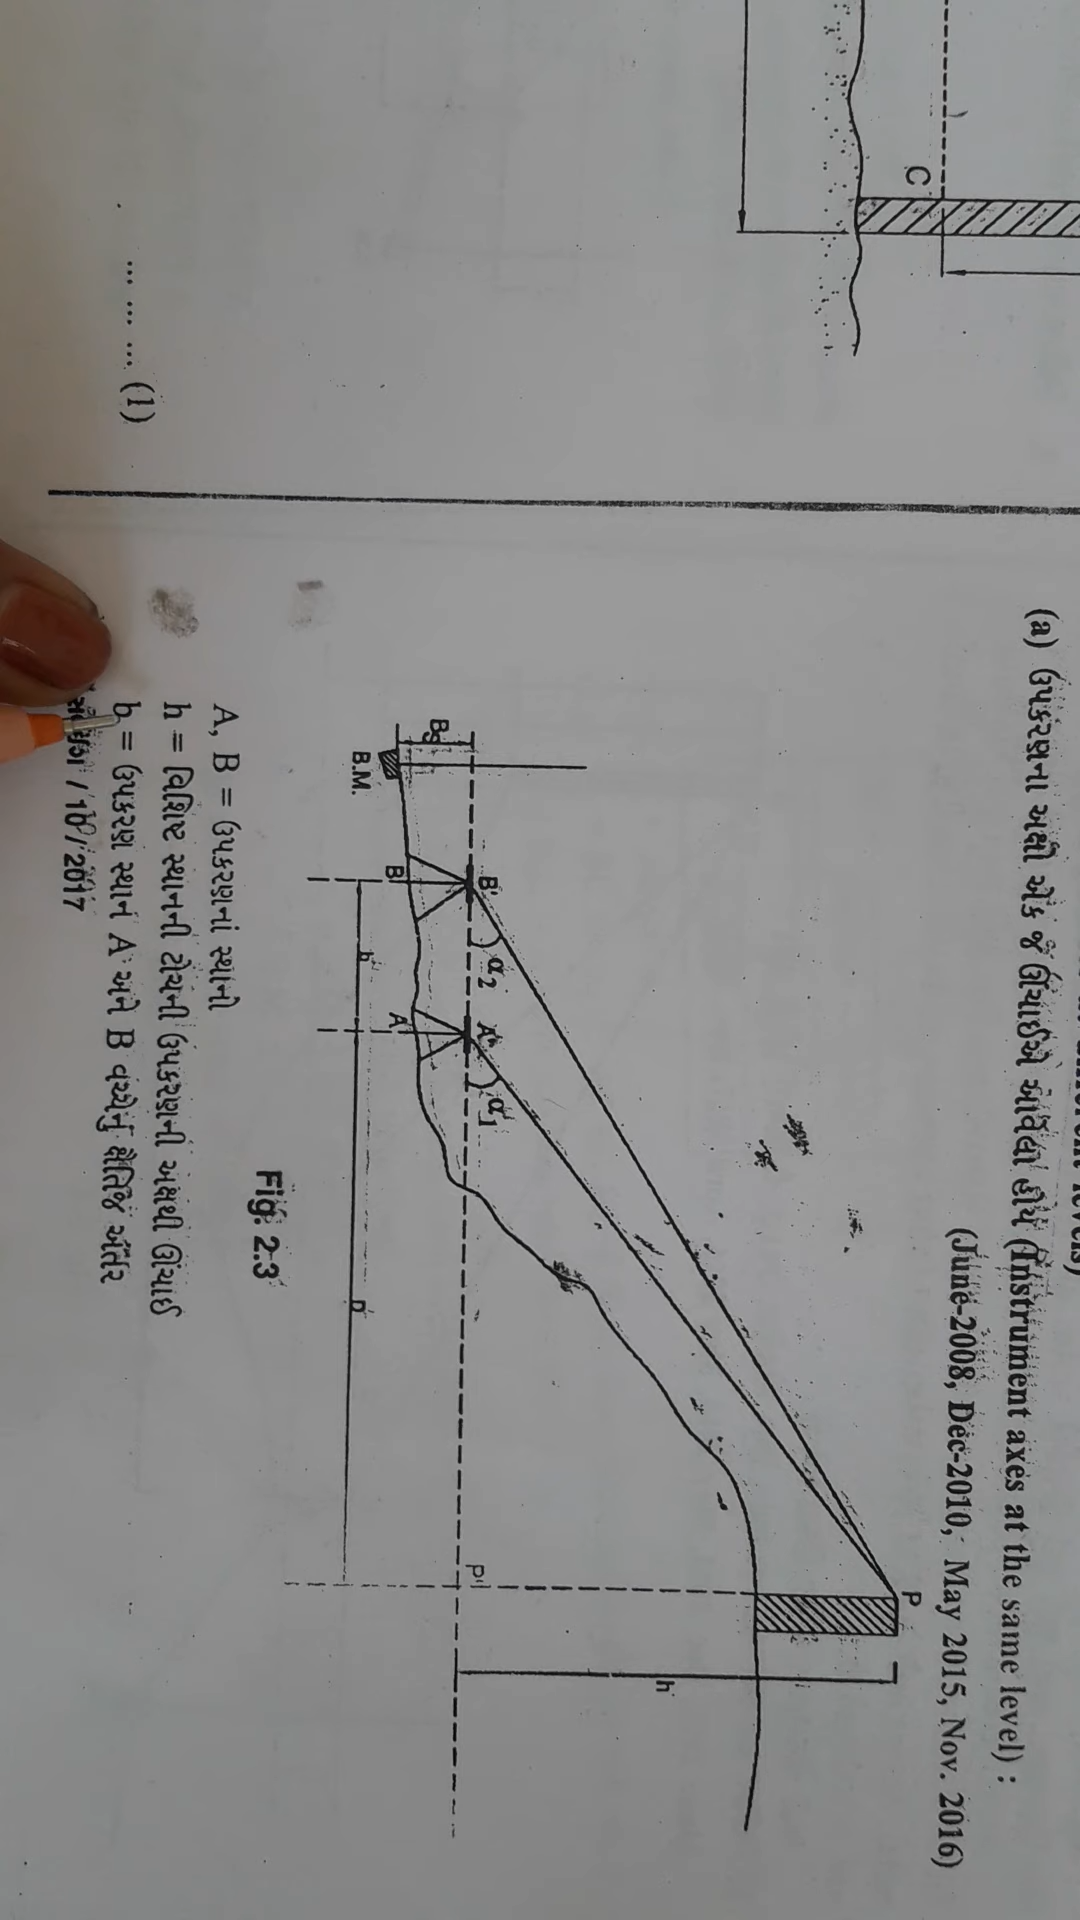 C
... ... ... (1)
(a) ઉપકરણના અક્ષો એક જ ઊંચાઈએ આવેલા હોય (Instrument axes at the same level) :
(June-2008, Dec-2010, May 2015, Nov. 2016)
P
h
B'
α2
A'
α1
P'
B
A
B.M.
b
D
Fig. 2.3
A, B = ઉપકરણનાં સ્થાનો
h = વિશિષ્ટ સ્થાનની ટોચની ઉપકરણની અક્ષથી ઊંચાઈ
b = ઉપકરણ સ્થાન A અને B વચ્ચેનું ક્ષૈતિજ અંતર
/ 10 / 2017